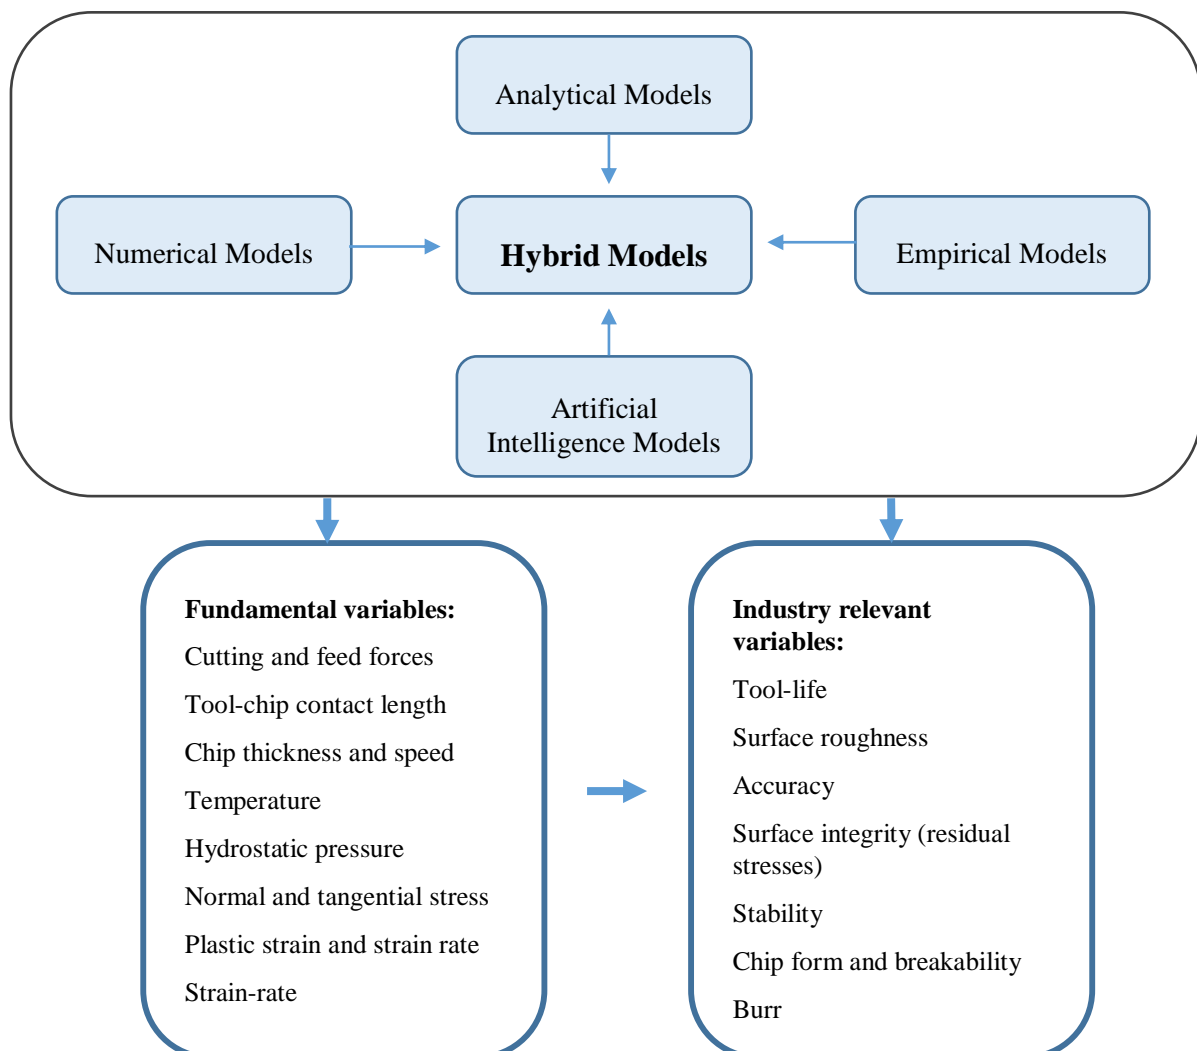 Analytical Models
Numerical Models
Hybrid Models
Empirical Models
Artificial
Intelligence Models
Fundamental variables:
Cutting and feed forces
Tool-chip contact length
Chip thickness and speed
Temperature
Hydrostatic pressure
Normal and tangential stress
Plastic strain and strain rate
Strain-rate
Industry relevant
variables:
Tool-life
Surface roughness
Accuracy
Surface integrity (residual
stresses)
Stability
Chip form and breakability
Burr